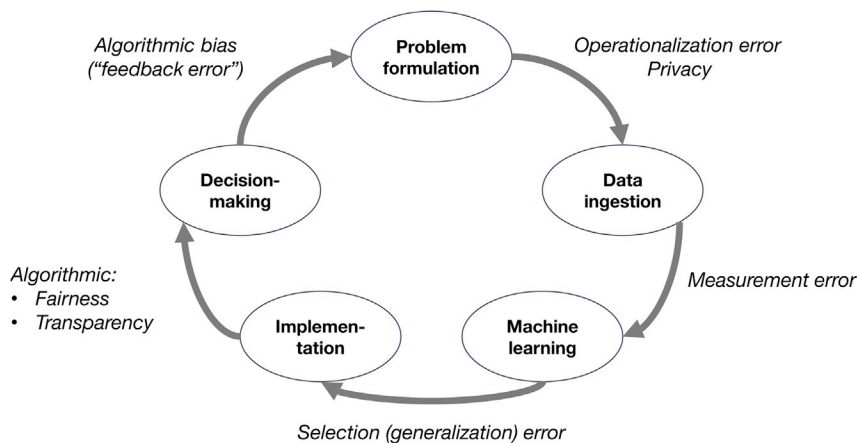 Algorithmic bias
(“feedback error”)
Problem
formulation
Operationalization error
Privacy
Decision-
making
Data
ingestion
Algorithmic:
• Fairness
• Transparency
Measurement error
Implemen-
tation
Machine
learning
Selection (generalization) error